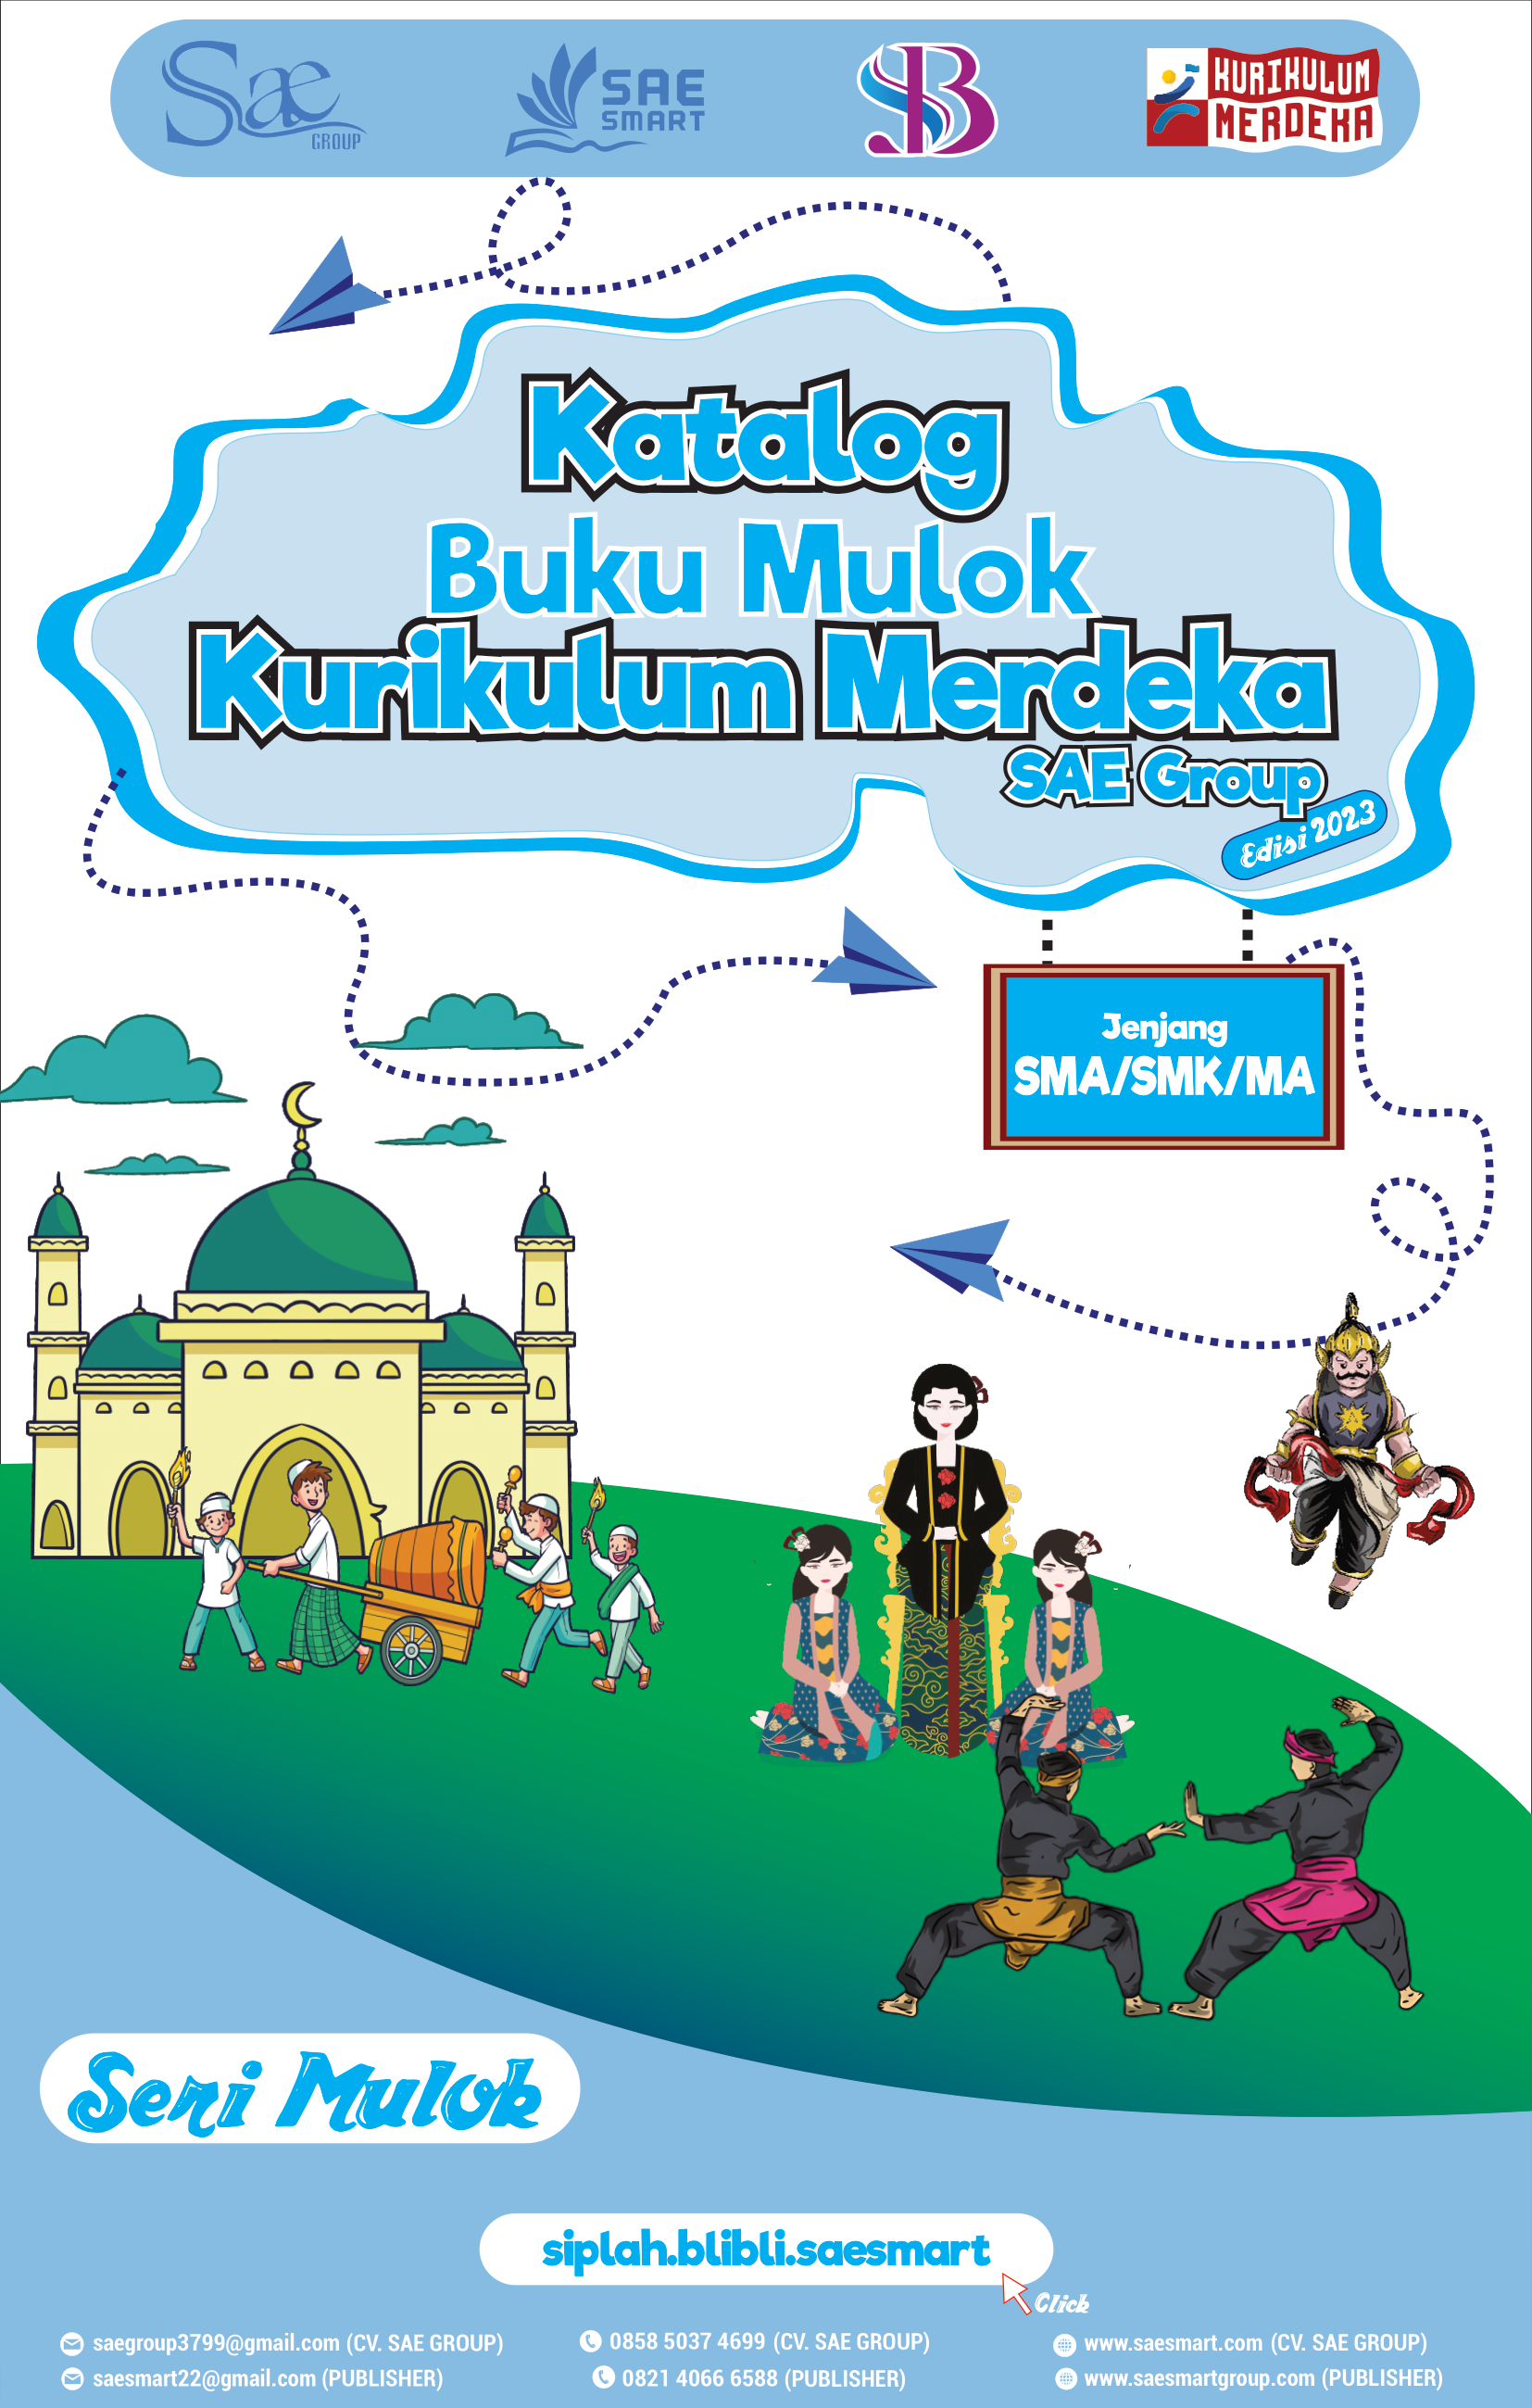 Sae
GROUP
SAE
SMART
SB
KURIKULUM
MERDEKA
Katalog
Buku Mulok
Kurikulum Merdeka
SAE Group
Edisi 2023
Jenjang
SMA/SMK/MA
Seri Mulok
siplah.blibli.saesmart
Click
saegroup3799@gmail.com (CV. SAE GROUP)
saesmart22@gmail.com (PUBLISHER)
0858 5037 4699 (CV. SAE GROUP)
0821 4066 6588 (PUBLISHER)
www.saesmart.com (CV. SAE GROUP)
www.saesmartgroup.com (PUBLISHER)